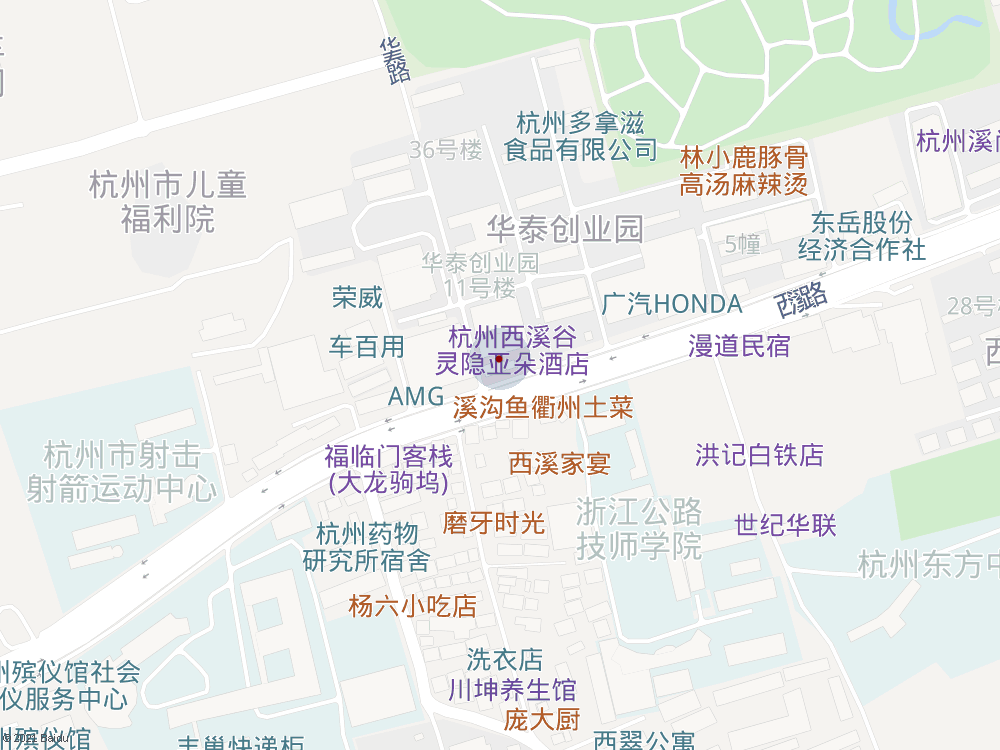 华泰路
杭州多拿滋
食品有限公司
36号楼
林小鹿豚骨
高汤麻辣烫
杭州市儿童
福利院
华泰创业园
东岳股份
经济合作社
5幢
华泰创业园
11号楼
荣威
广汽HONDA
西溪路
28号
车百用
杭州西溪谷
灵隐亚朵酒店
漫道民宿
AMG
溪沟鱼衢州土菜
杭州市射击
射箭运动中心
福临门客栈
(大龙驹坞)
西溪家宴
洪记白铁店
浙江公路
技师学院
磨牙时光
世纪华联
杭州药物
研究所宿舍
杭州东方中
杨六小吃店
洗衣店
州殡仪馆社会
仪服务中心
川坤养生馆
庞大厨
州殡仪馆
丰巢快递柜
西翠公寓